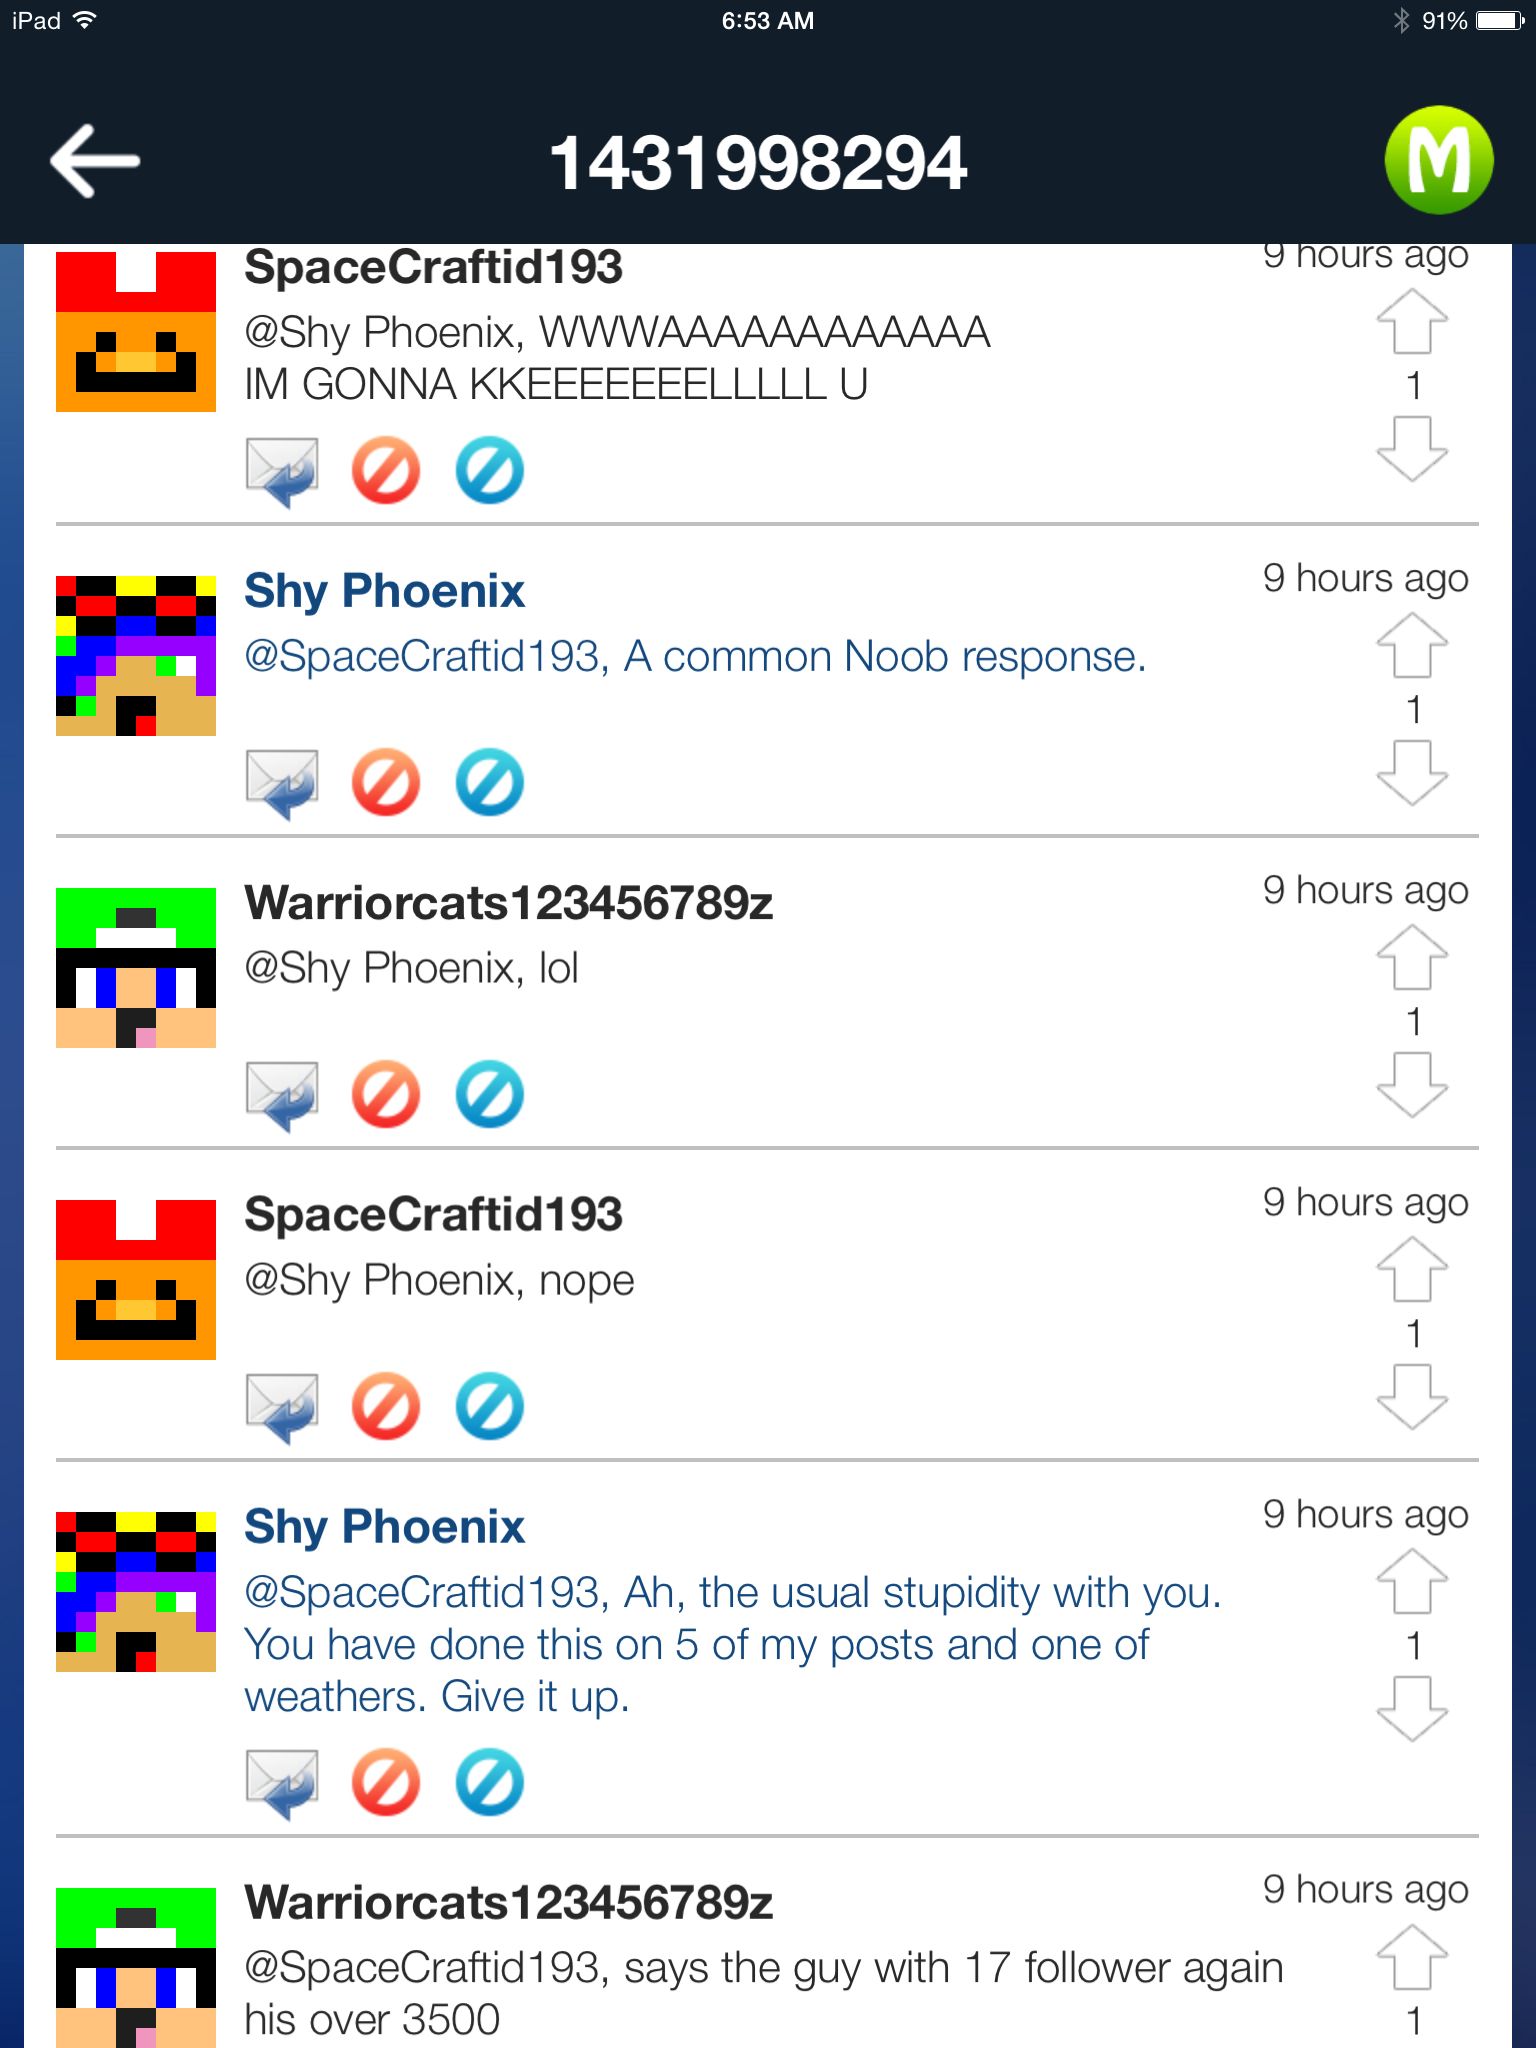 iPad 6:53 AM 91%
1431998294
M
SpaceCraftid193
9 hours ago
@Shy Phoenix, WWWAAAAAAAAAAAA
IM GONNA KKEEEEEEELLLLL U
1
Shy Phoenix
9 hours ago
@SpaceCraftid193, A common Noob response.
1
Warriorcats123456789z
9 hours ago
@Shy Phoenix, lol
1
SpaceCraftid193
9 hours ago
@Shy Phoenix, nope
1
Shy Phoenix
9 hours ago
@SpaceCraftid193, Ah, the usual stupidity with you.
You have done this on 5 of my posts and one of
weathers. Give it up.
1
Warriorcats123456789z
9 hours ago
@SpaceCraftid193, says the guy with 17 follower again
his over 3500
1